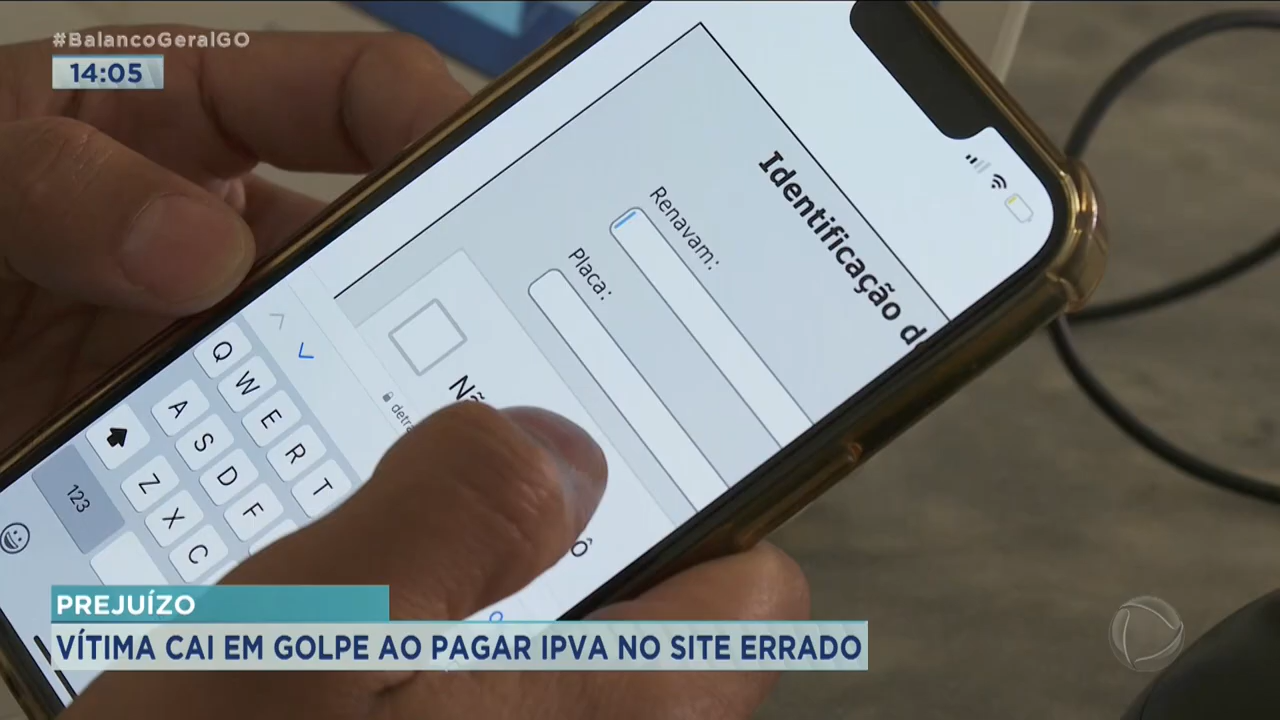 #BalancoGeralGO
14:05
Identificação d
Renavam:
Placa:
Q W E R T
A S D F
Z X C
123
PREJUÍZO
VÍTIMA CAI EM GOLPE AO PAGAR IPVA NO SITE ERRADO